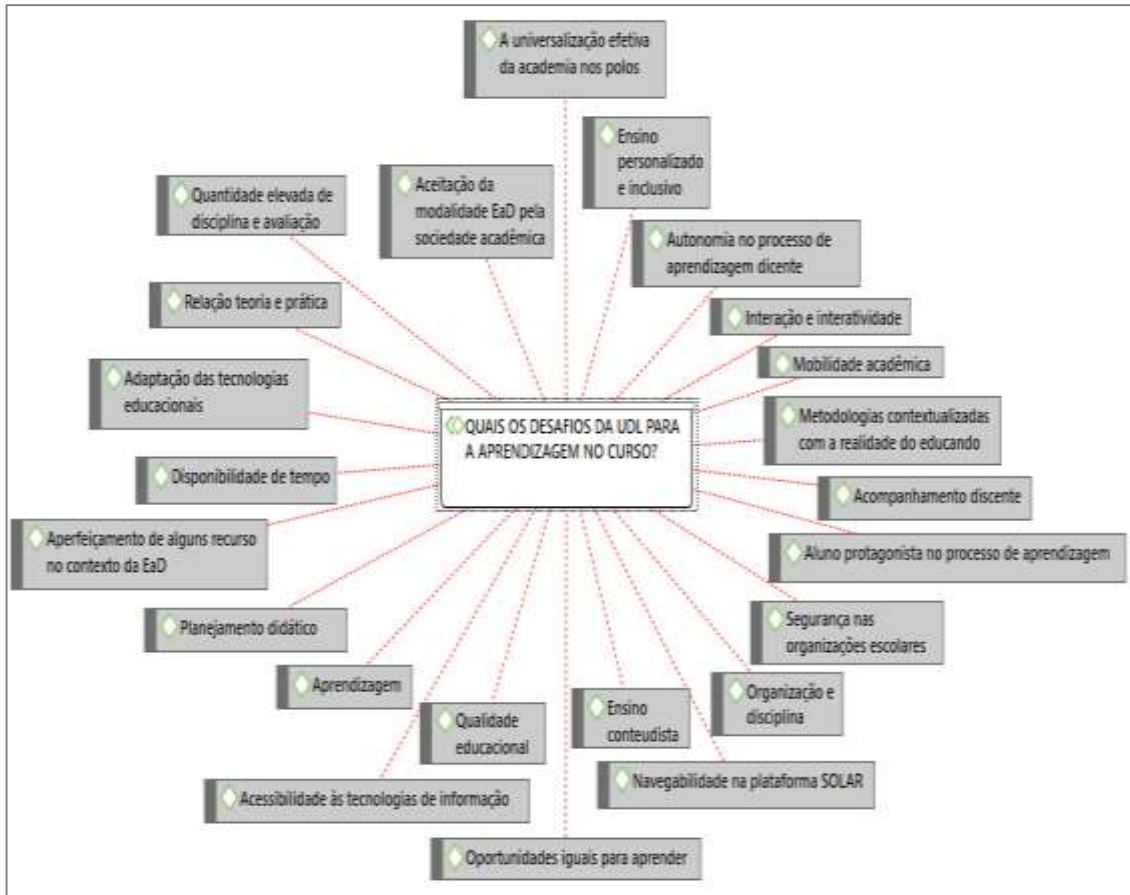 A universalização efetiva
da academia nos polos
Ensino
personalizado
e inclusivo
Aceitação da
modalidade EaD pela
sociedade acadêmica
Quantidade elevada de
disciplina e avaliação
Autonomia no processo de
aprendizagem dicente
Relação teoria e prática
Interação e interatividade
Mobilidade acadêmica
Adaptação das tecnologias
educacionais
Metodologias contextualizadas
com a realidade do educando
QUAIS OS DESAFIOS DA UDL PARA
A APRENDIZAGEM NO CURSO?
Disponibilidade de tempo
Acompanhamento discente
Aperfeiçamento de alguns recurso
no contexto da EaD
Aluno protagonista no processo de aprendizagem
Planejamento didático
Segurança nas
organizações escolares
Aprendizagem
Organização e
disciplina
Qualidade
educacional
Ensino
conteudista
Navegabilidade na plataforma SOLAR
Acessibilidade às tecnologias de informação
Oportunidades iguais para aprender